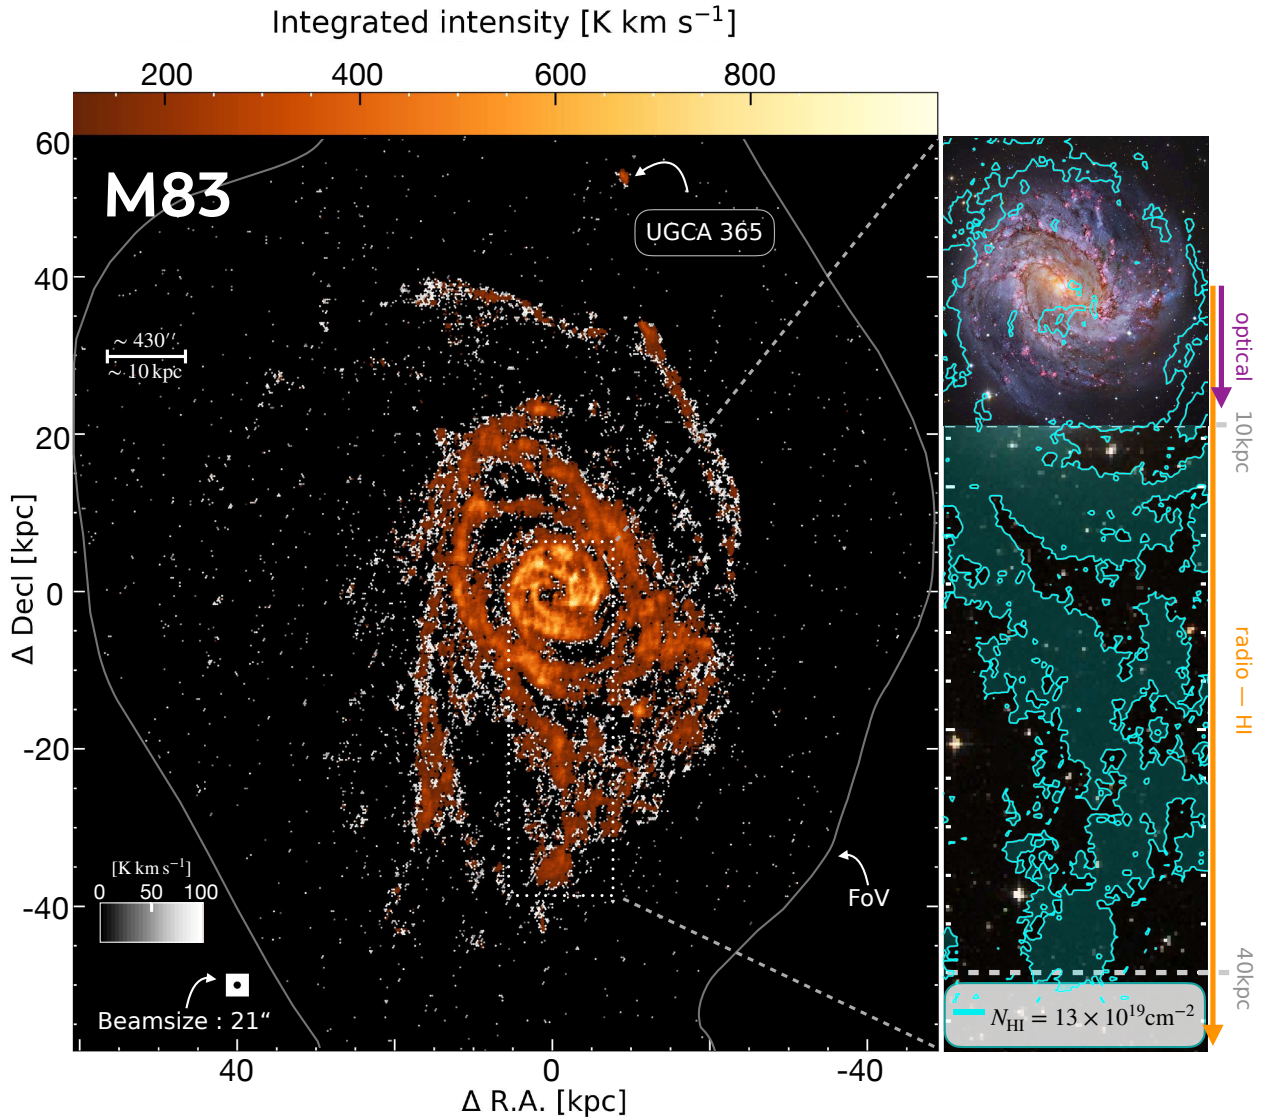 Integrated intensity [K km s⁻¹]
200 400 600 800
M83
UGCA 365
~ 430′′
~ 10 kpc
60
40
20
0
-20
-40
Δ Decl [kpc]
[K km s⁻¹]
0 50 100
Beamsize : 21“
FoV
40 0 -40
Δ R.A. [kpc]
optical
10kpc
radio — HI
40kpc
N_HI = 13 × 10¹⁹cm⁻²